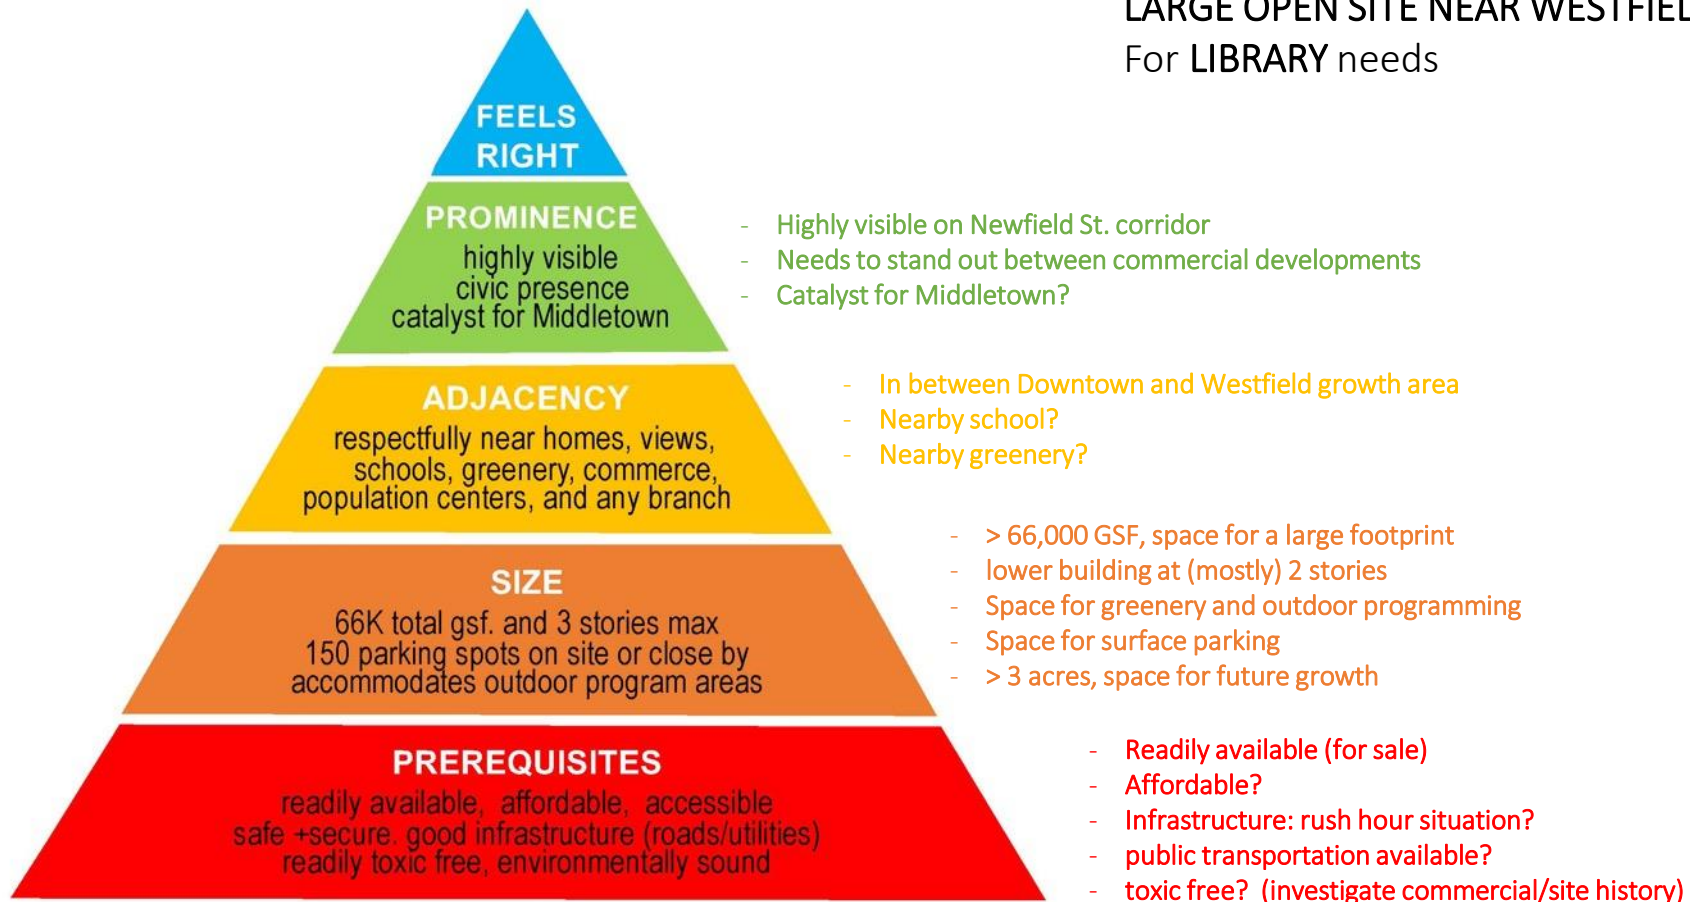 LARGE OPEN SITE NEAR
For LIBRARY needs
FEELS
RIGHT
PROMINENCE
highly visible
civic presence
catalyst for Middletown
- Highly visible on Newfield St. corridor
- Needs to stand out between commercial developments
- Catalyst for Middletown?
ADJACENCY
respectfully near homes, views,
schools, greenery, commerce,
population centers, and any branch
- In between Downtown and Westfield growth area
- Nearby school?
- Nearby greenery?
SIZE
66K total gsf. and 3 stories max
150 parking spots on site or close by
accommodates outdoor program areas
- > 66,000 GSF, space for a large footprint
- lower building at (mostly) 2 stories
- Space for greenery and outdoor programming
- Space for surface parking
- > 3 acres, space for future growth
PREREQUISITES
readily available, affordable, accessible
safe +secure. good infrastructure (roads/utilities)
readily toxic free, environmentally sound
- Readily available (for sale)
- Affordable?
- Infrastructure: rush hour situation?
- public transportation available?
- toxic free? (investigate commercial/site history)